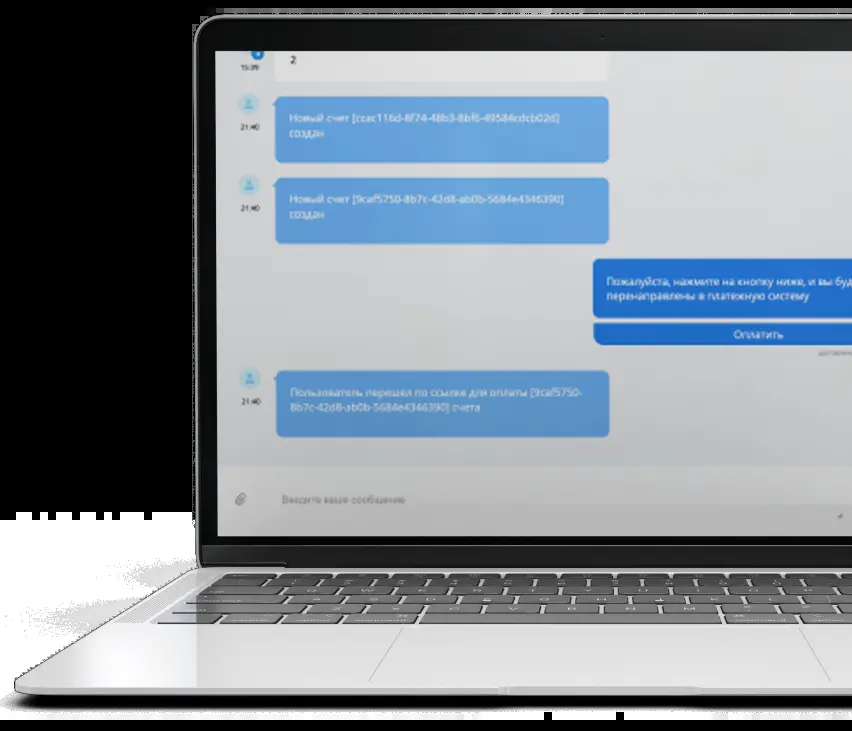 15:39
2
21:40
Новый счет [ccac116d-8f74-48b3-8bf6-49584cdcb02d]
создан
21:40
Новый счет [9caf5750-8b7c-42d8-ab0b-5684e4346390]
создан
Пожалуйста, нажмите на кнопку ниже, и вы буд
перенаправлены в платежную систему
Оплатить
21:40
Пользователь перешел по ссылке для оплаты [9caf5750-
8b7c-42d8-ab0b-5684e4346390] счета
Введите ваше сообщение